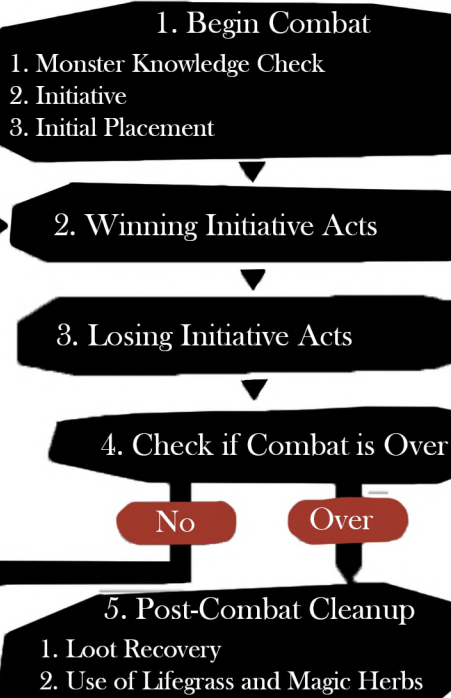 1. Begin Combat
1. Monster Knowledge Check
2. Initiative
3. Initial Placement
2. Winning Initiative Acts
3. Losing Initiative Acts
4. Check if Combat is Over
No
Over
5. Post-Combat Cleanup
1. Loot Recovery
2. Use of Lifegrass and Magic Herbs